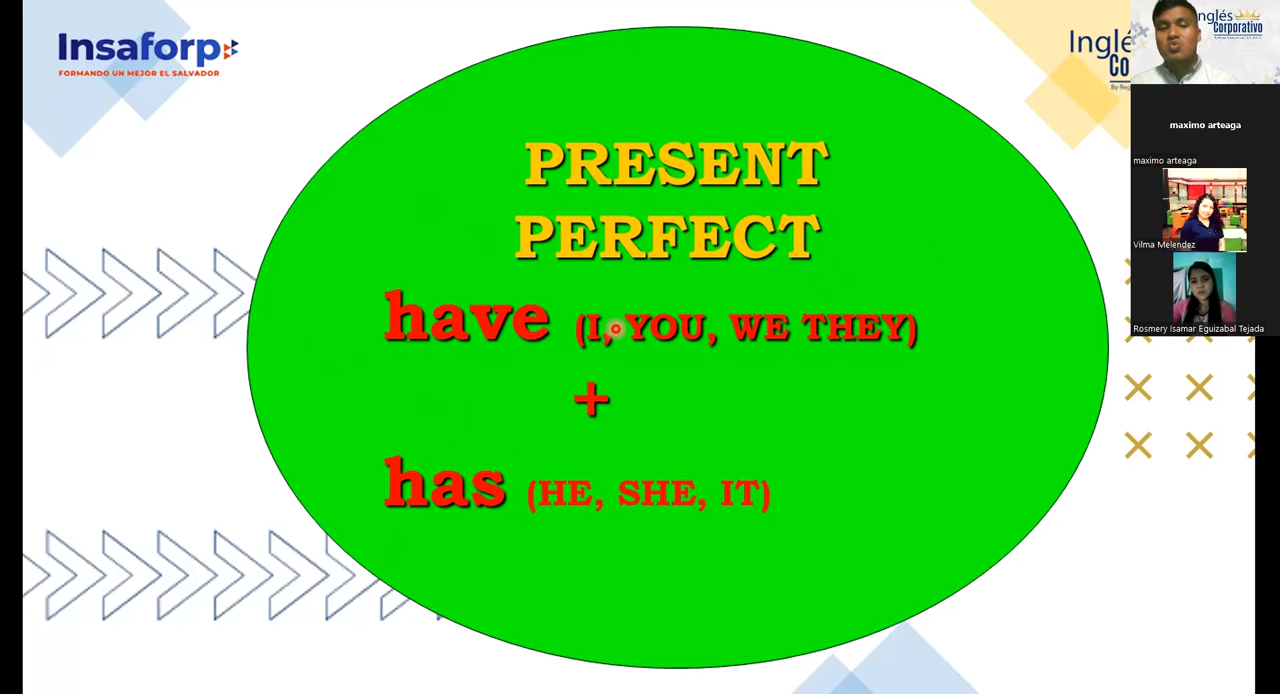 Insaforp
FORMANDO UN MEJOR EL SALVADOR
PRESENT
PERFECT
have (I, YOU, WE THEY)
+
has (HE, SHE, IT)
Inglés
Corporativo
maximo arteaga
maximo arteaga
Vilma Melendez
Rosmery Isamar Eguizabal Tejada